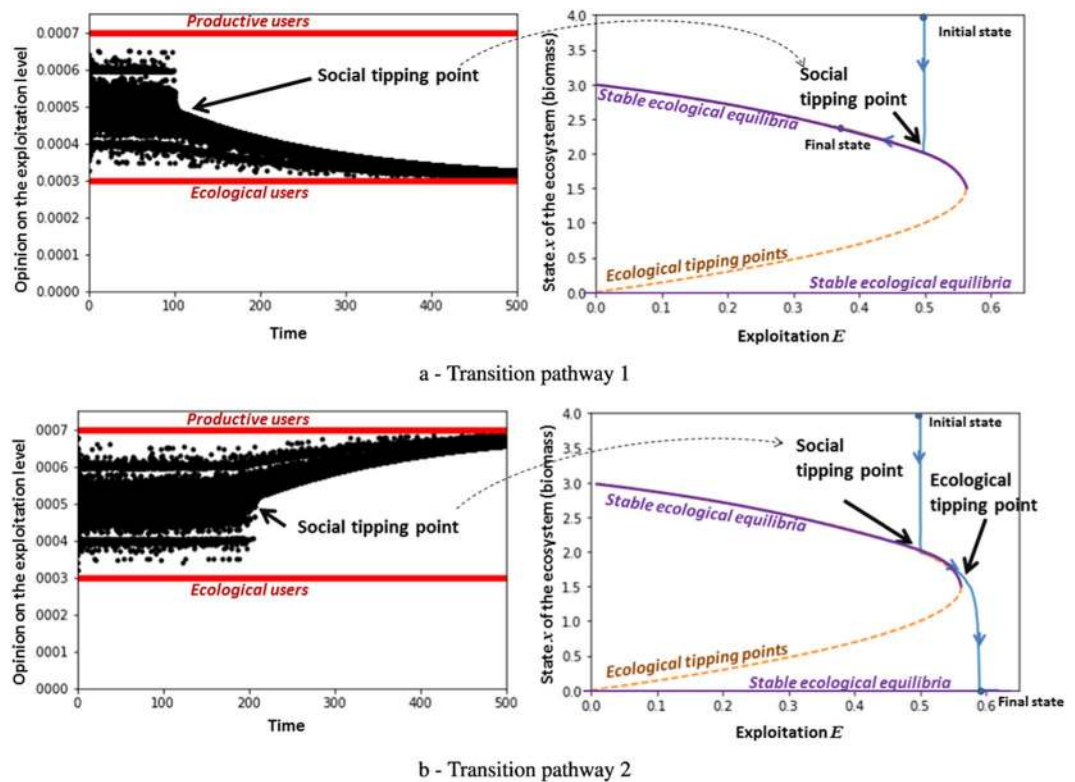 Productive users
0.0007
0.0006
0.0005
0.0004
0.0003
0.0002
0.0001
0.0000
Opinion on the exploitation level
Social tipping point
Ecological users
0
100
200
300
400
500
Time
4.0
3.5
3.0
2.5
2.0
1.5
1.0
0.5
0.0
State x of the ecosystem (biomass)
Initial state
Social
tipping point
Stable ecological equilibria
Final state
Ecological tipping points
Stable ecological equilibria
0.0
0.1
0.2
0.3
0.4
0.5
0.6
Exploitation E
a - Transition pathway 1
Productive users
0007
0006
0005
0004
0003
0002
0001
0000
Opinion on the exploitation level
Social tipping point
Ecological users
0
100
200
300
400
500
Time
4.0
3.5
3.0
2.5
2.0
1.5
1.0
0.5
0.0
State x of the ecosystem (biomass)
Initial state
Social
tipping point
Ecological
tipping point
Stable ecological equilibria
Ecological tipping points
Stable ecological equilibria
Final state
0.0
0.1
0.2
0.3
0.4
0.5
0.6
Exploitation E
b - Transition pathway 2